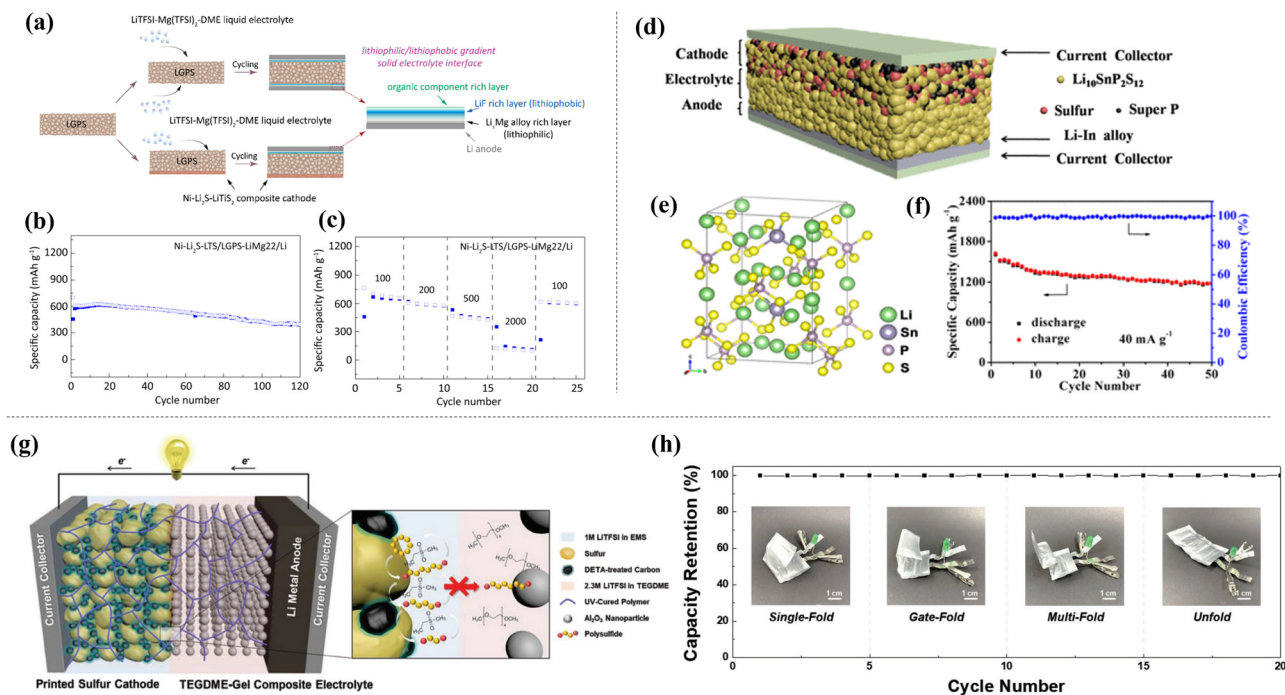 (a)
LiTFSI-Mg(TFSI)₂-DME liquid electrolyte
LGPS
Cycling
LGPS
LiTFSI-Mg(TFSI)₂-DME liquid electrolyte
LGPS
Cycling
Ni-Li₂S-LiTiS₂ composite cathode
lithiophilic/lithiophobic gradient
solid electrolyte interface
organic component rich layer
LiF rich layer (lithiophobic)
LiₓMg alloy rich layer
(lithiophilic)
Li anode
(b)
Ni-Li₂S-LTS/LGPS-LiMg22/Li
Specific capacity (mAh g⁻¹)
1200
900
600
300
0
0 20 40 60 80 100 120
Cycle number
(c)
Ni-Li₂S-LTS/LGPS-LiMg22/Li
Specific capacity (mAh g⁻¹)
1200
900
600
300
0
100
200
500
2000
100
0 5 10 15 20 25
Cycle number
(d)
Cathode
Electrolyte
Anode
Current Collector
Li₁₀SnP₂S₁₂
Sulfur
Super P
Li-In alloy
Current Collector
(e)
Li
Sn
P
S
(f)
Specific Capacity (mAh g⁻¹)
2400
1800
1200
600
0
discharge
charge
40 mA g⁻¹
0 10 20 30 40 50
Cycle Number
100
80
60
40
20
0
Coulombic Efficiency (%)
(g)
e⁻
e⁻
Current Collector
Li Metal Anode
Current Collector
Printed Sulfur Cathode
TEGDME-Gel Composite Electrolyte
1M LiTFSI in EMS
Sulfur
DETA-treated Carbon
2.3M LiTFSI in TEGDME
UV-Cured Polymer
Al₂O₃ Nanoparticle
Polysulfide
(h)
Capacity Retention (%)
100
80
60
40
20
0
1 cm
1 cm
1 cm
1 cm
Single-Fold
Gate-Fold
Multi-Fold
Unfold
0 5 10 15 20
Cycle Number